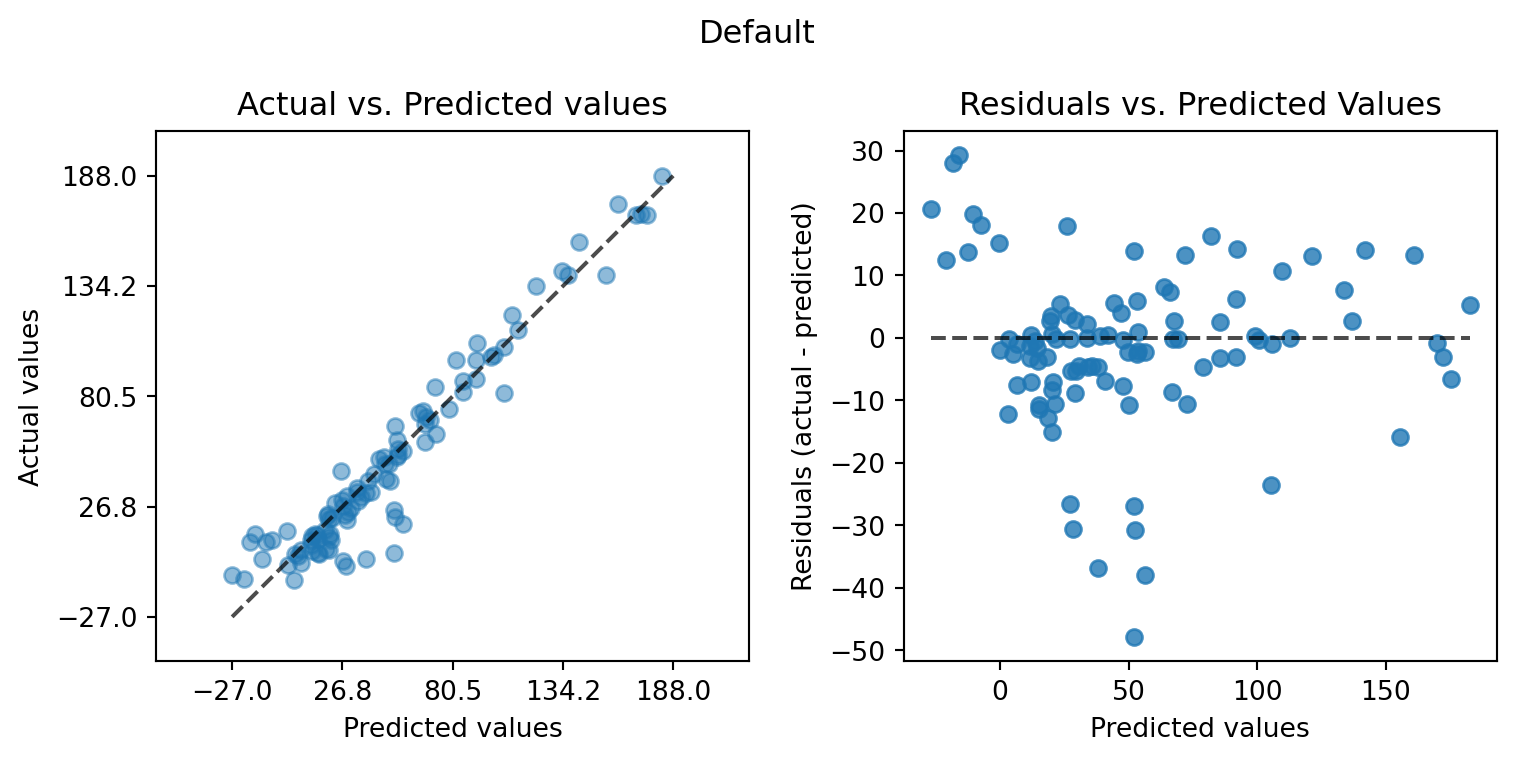 Default
Actual vs. Predicted values
Actual values
188.0
134.2
80.5
26.8
−27.0
−27.0 26.8 80.5 134.2 188.0
Predicted values
Residuals vs. Predicted Values
Residuals (actual - predicted)
30
20
10
0
−10
−20
−30
−40
−50
0 50 100 150
Predicted values